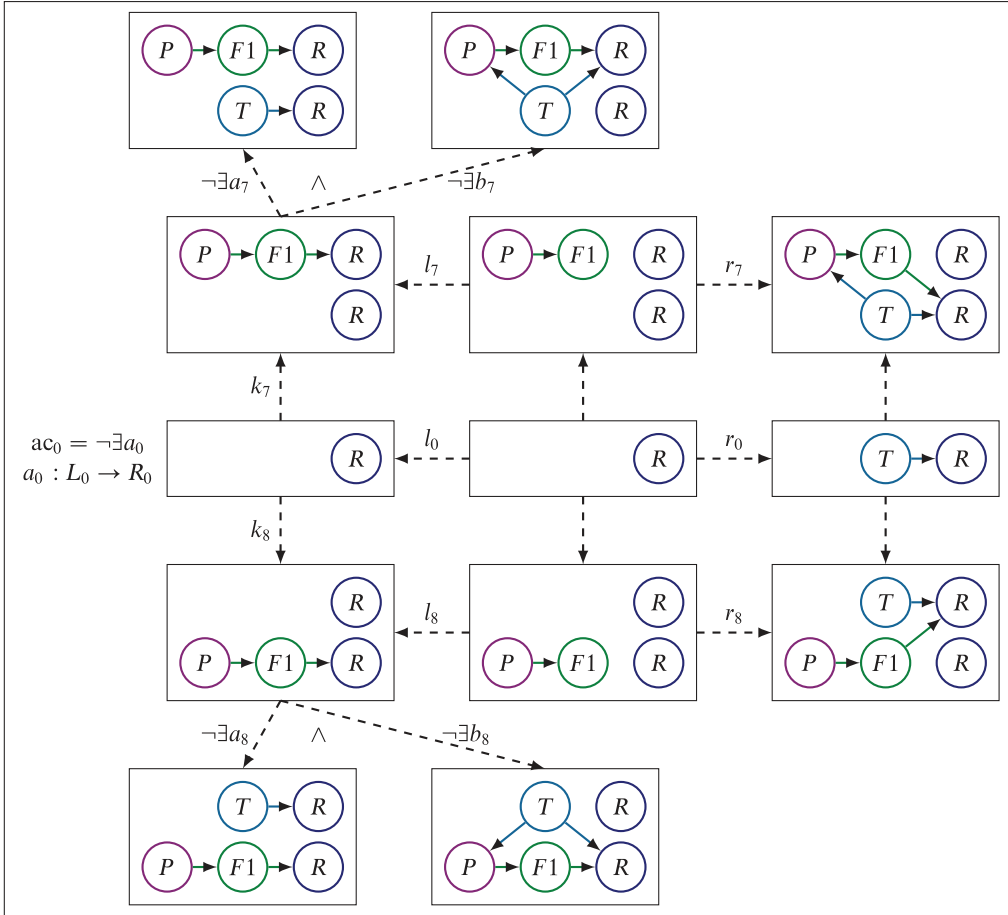 P F1 R P F1 R
T R T R
¬∃a₇ ∧ ¬∃b₇
P F1 R P F1 R P F1 R
l₇ r₇
R R T R
k₇
ac₀ = ¬∃a₀ R l₀ R r₀ T R
a₀ : L₀ → R₀
k₈
R R T R
l₈ r₈
P F1 R P F1 R P F1 R
¬∃a₈ ∧ ¬∃b₈
T R T R
P F1 R P F1 R